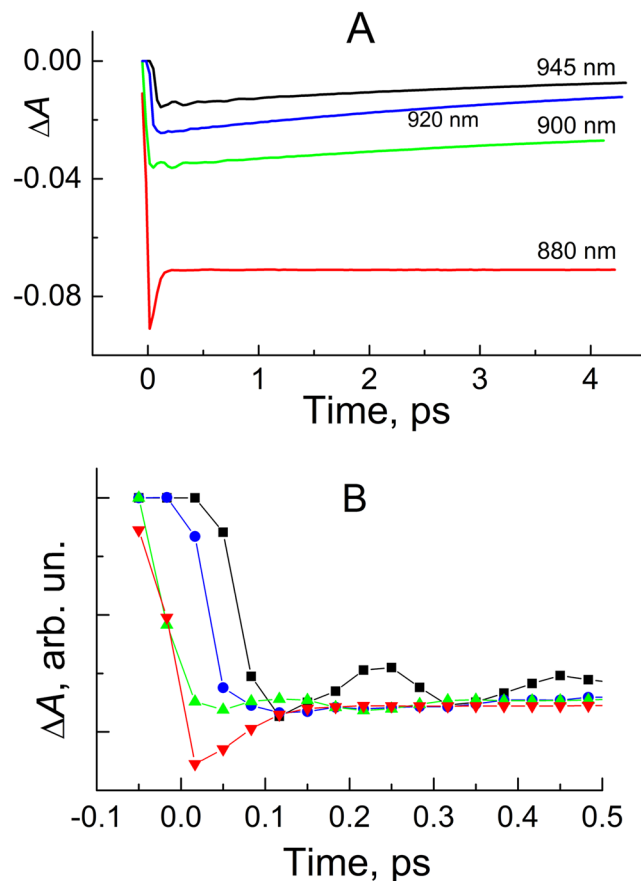 A
0.00
945 nm
920 nm
ΔA
-0.04
900 nm
880 nm
-0.08
0 1 2 3 4
Time, ps
B
ΔA, arb. un.
-0.1 0.0 0.1 0.2 0.3 0.4 0.5
Time, ps